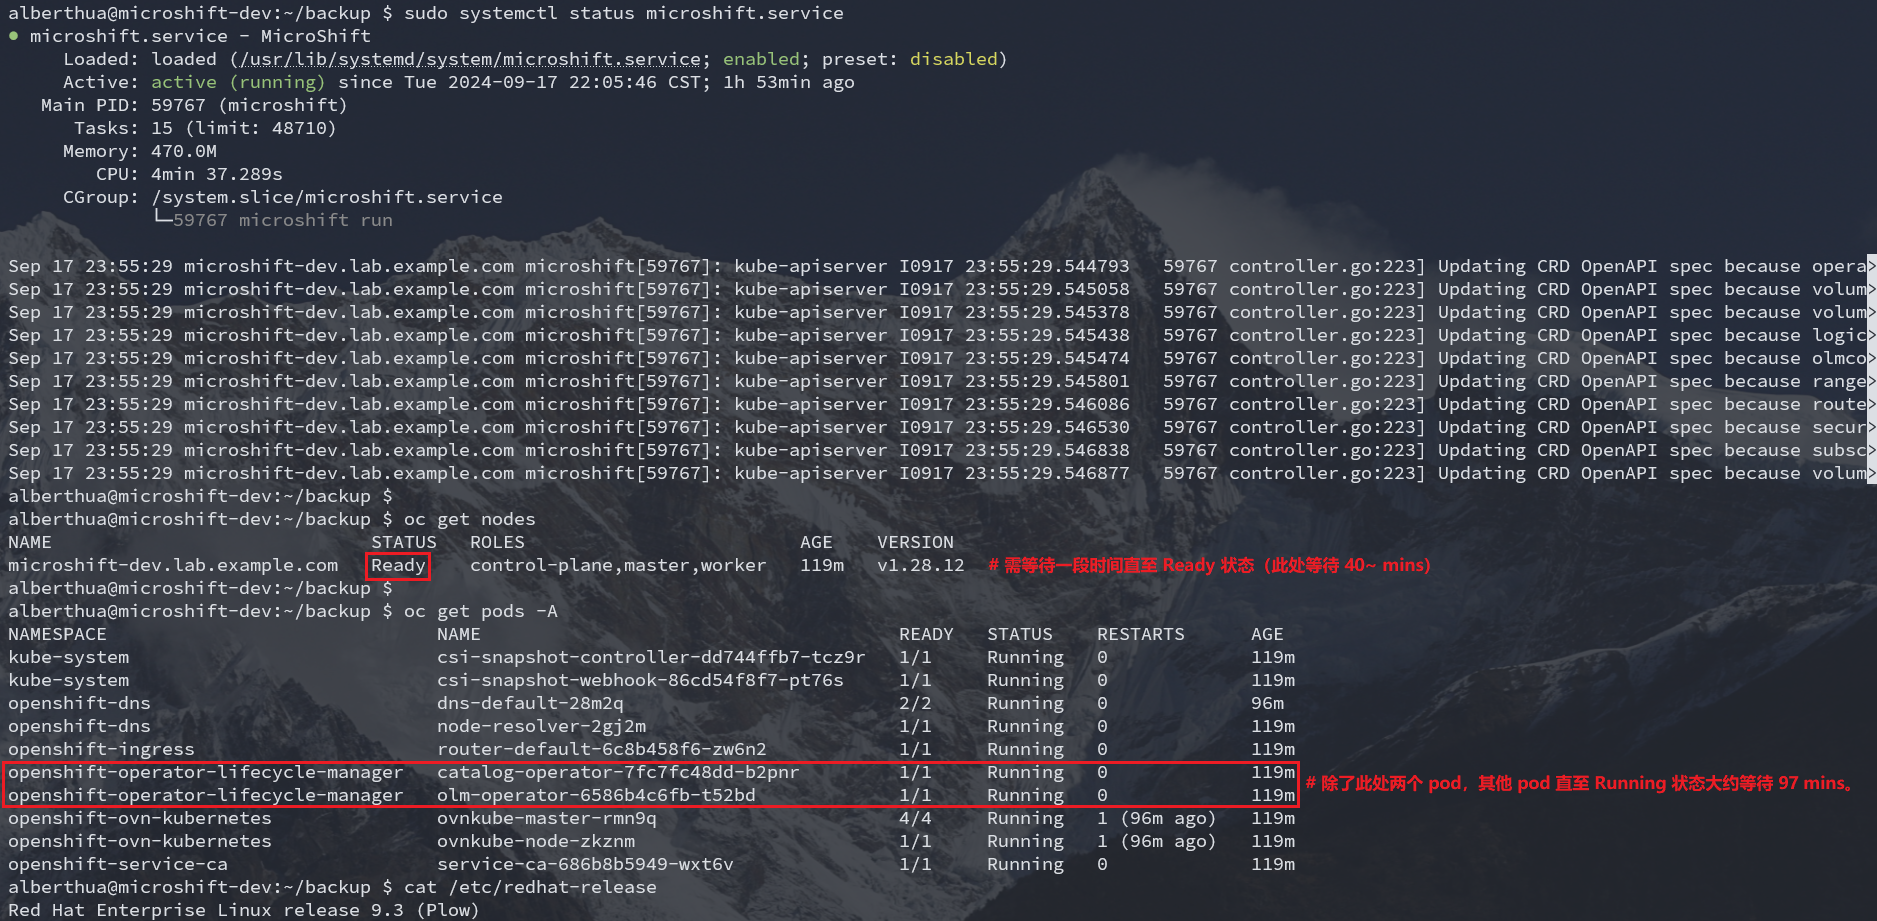 alberthua@microshift-dev:~/backup $ sudo systemctl status microshift.service
● microshift.service - MicroShift
Loaded: loaded (/usr/lib/systemd/system/microshift.service; enabled; preset: disabled)
Active: active (running) since Tue 2024-09-17 22:05:46 CST; 1h 53min ago
Main PID: 59767 (microshift)
Tasks: 15 (limit: 48710)
Memory: 470.0M
CPU: 4min 37.289s
CGroup: /system.slice/microshift.service
└─59767 microshift run
Sep 17 23:55:29 microshift-dev.lab.example.com microshift[59767]: kube-apiserver I0917 23:55:29.544793 59767 controller.go:223] Updating CRD OpenAPI spec because opera>
Sep 17 23:55:29 microshift-dev.lab.example.com microshift[59767]: kube-apiserver I0917 23:55:29.545058 59767 controller.go:223] Updating CRD OpenAPI spec because volum>
Sep 17 23:55:29 microshift-dev.lab.example.com microshift[59767]: kube-apiserver I0917 23:55:29.545378 59767 controller.go:223] Updating CRD OpenAPI spec because volum>
Sep 17 23:55:29 microshift-dev.lab.example.com microshift[59767]: kube-apiserver I0917 23:55:29.545438 59767 controller.go:223] Updating CRD OpenAPI spec because logic>
Sep 17 23:55:29 microshift-dev.lab.example.com microshift[59767]: kube-apiserver I0917 23:55:29.545474 59767 controller.go:223] Updating CRD OpenAPI spec because olmco>
Sep 17 23:55:29 microshift-dev.lab.example.com microshift[59767]: kube-apiserver I0917 23:55:29.545801 59767 controller.go:223] Updating CRD OpenAPI spec because range>
Sep 17 23:55:29 microshift-dev.lab.example.com microshift[59767]: kube-apiserver I0917 23:55:29.546086 59767 controller.go:223] Updating CRD OpenAPI spec because route>
Sep 17 23:55:29 microshift-dev.lab.example.com microshift[59767]: kube-apiserver I0917 23:55:29.546530 59767 controller.go:223] Updating CRD OpenAPI spec because secur>
Sep 17 23:55:29 microshift-dev.lab.example.com microshift[59767]: kube-apiserver I0917 23:55:29.546838 59767 controller.go:223] Updating CRD OpenAPI spec because subsc>
Sep 17 23:55:29 microshift-dev.lab.example.com microshift[59767]: kube-apiserver I0917 23:55:29.546877 59767 controller.go:223] Updating CRD OpenAPI spec because volum>
alberthua@microshift-dev:~/backup $
alberthua@microshift-dev:~/backup $ oc get nodes
NAME STATUS ROLES AGE VERSION
microshift-dev.lab.example.com Ready control-plane,master,worker 119m v1.28.12 # 需等待一段时间直至 Ready 状态（此处等待 40~ mins）
alberthua@microshift-dev:~/backup $
alberthua@microshift-dev:~/backup $ oc get pods -A
NAMESPACE NAME READY STATUS RESTARTS AGE
kube-system csi-snapshot-controller-dd744ffb7-tcz9r 1/1 Running 0 119m
kube-system csi-snapshot-webhook-86cd54f8f7-pt76s 1/1 Running 0 119m
openshift-dns dns-default-28m2q 2/2 Running 0 96m
openshift-dns node-resolver-2gj2m 1/1 Running 0 119m
openshift-ingress router-default-6c8b458f6-zw6n2 1/1 Running 0 119m
openshift-operator-lifecycle-manager catalog-operator-7fc7fc48dd-b2pnr 1/1 Running 0 119m # 除了此处两个 pod，其他 pod 直至 Running 状态大约等待 97 mins。
openshift-operator-lifecycle-manager olm-operator-6586b4c6fb-t52bd 1/1 Running 0 119m
openshift-ovn-kubernetes ovnkube-master-rmn9q 4/4 Running 1 (96m ago) 119m
openshift-ovn-kubernetes ovnkube-node-zkznm 1/1 Running 1 (96m ago) 119m
openshift-service-ca service-ca-686b8b5949-wxt6v 1/1 Running 0 119m
alberthua@microshift-dev:~/backup $ cat /etc/redhat-release
Red Hat Enterprise Linux release 9.3 (Plow)